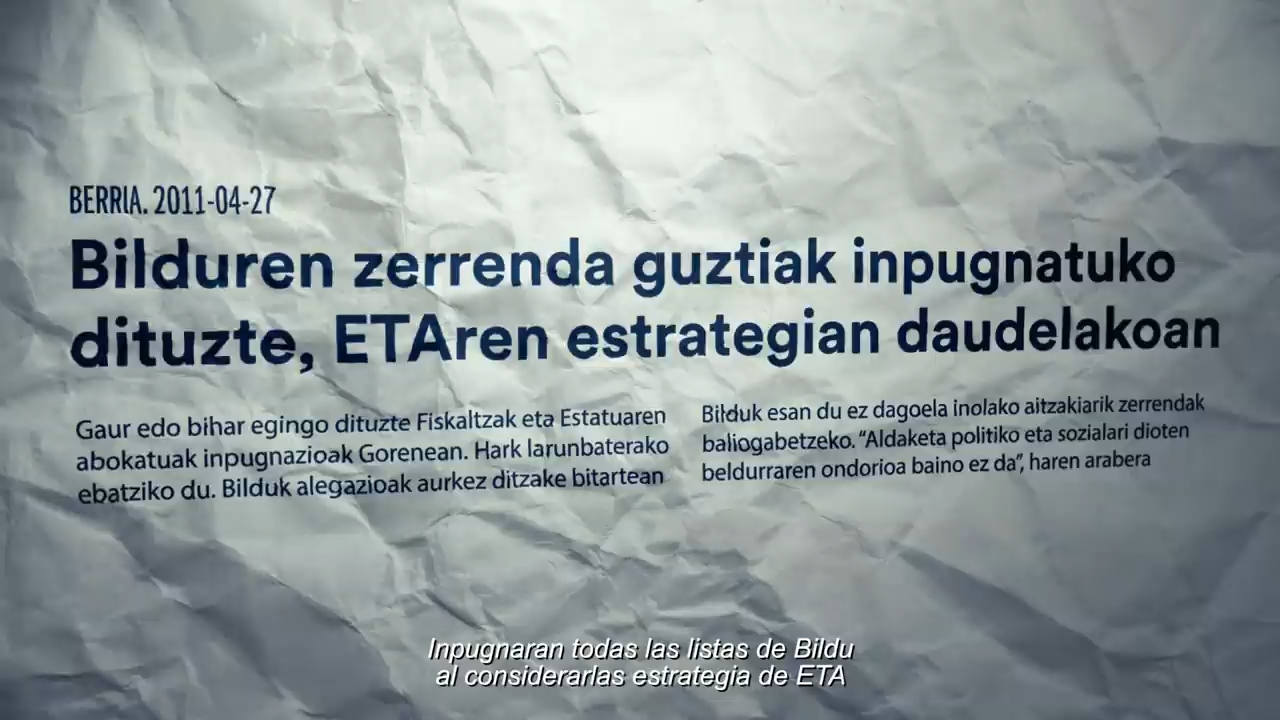 BERRIA. 2011-04-27
Bilduren zerrenda guztiak inpugnatuko
dituzte, ETAren estrategian daudelakoan
Gaur edo bihar egingo dituzte Fiskaltzak eta Estatuaren
abokatuak inpugnazioak Gorenean. Hark larunbaterako
ebatziko du. Bilduk alegazioak aurkez ditzake bitartean
Bilduk esan du ez dagoela inolako aitzakiarik zerrendak
baliogabetzeko. “Aldaketa politiko eta sozialari dioten
beldurraren ondorioa baino ez da”, haren arabera
Inpugnaran todas las listas de Bildu
al considerarlas estrategia de ETA